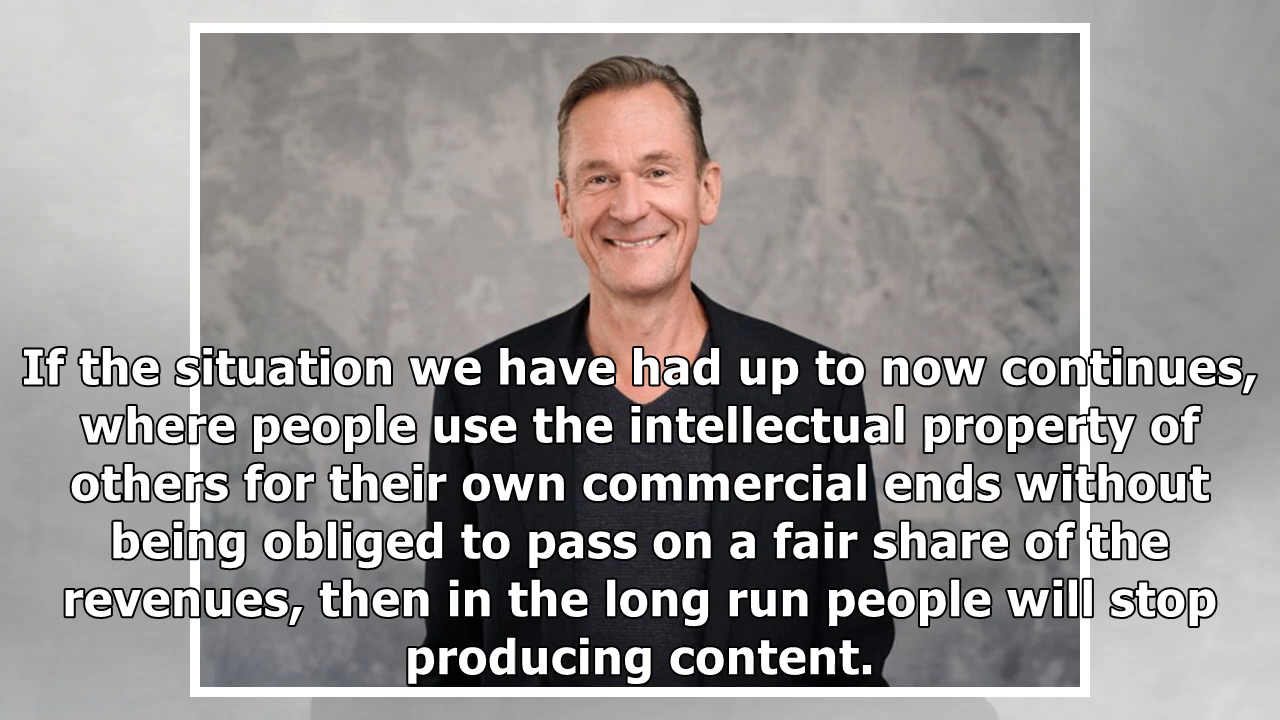 If the situation we have had up to now continues,
where people use the intellectual property of
others for their own commercial ends without
being obliged to pass on a fair share of the
revenues, then in the long run people will stop
producing content.